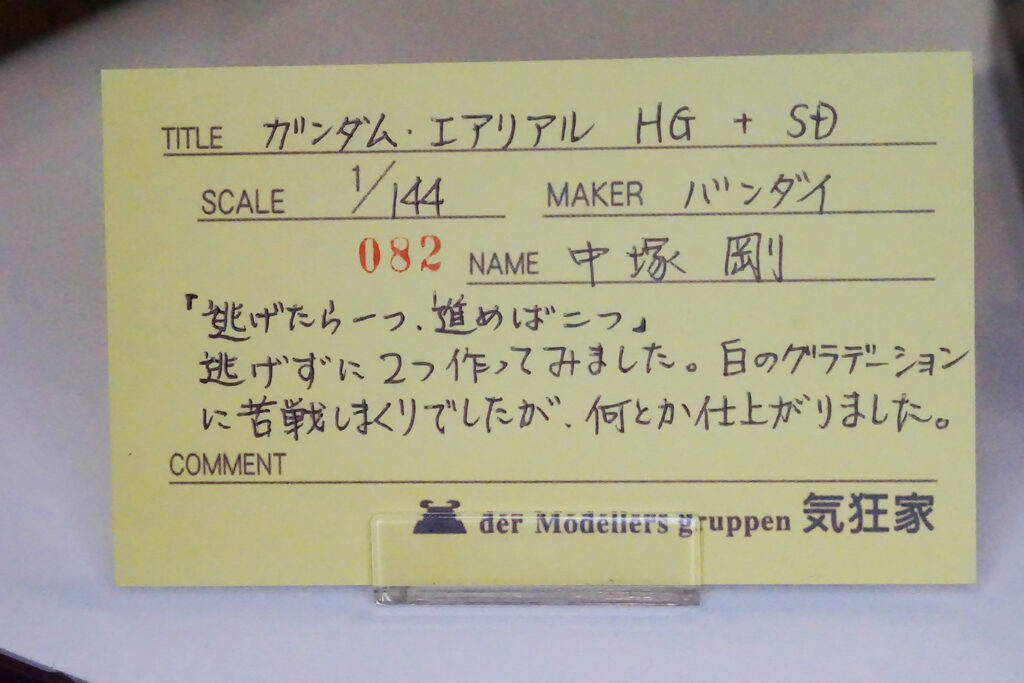 TITLE ガンダム・エアリアル HG + SD
SCALE 1/144 MAKER バンダイ
082 NAME 中塚 剛
「逃げたら一つ、進めば二つ」
逃げずに2つ作ってみました。白のグラデーション
に苦戦しまくりでしたが、何とか仕上がりました。
COMMENT
der Modellers gruppen 気狂家